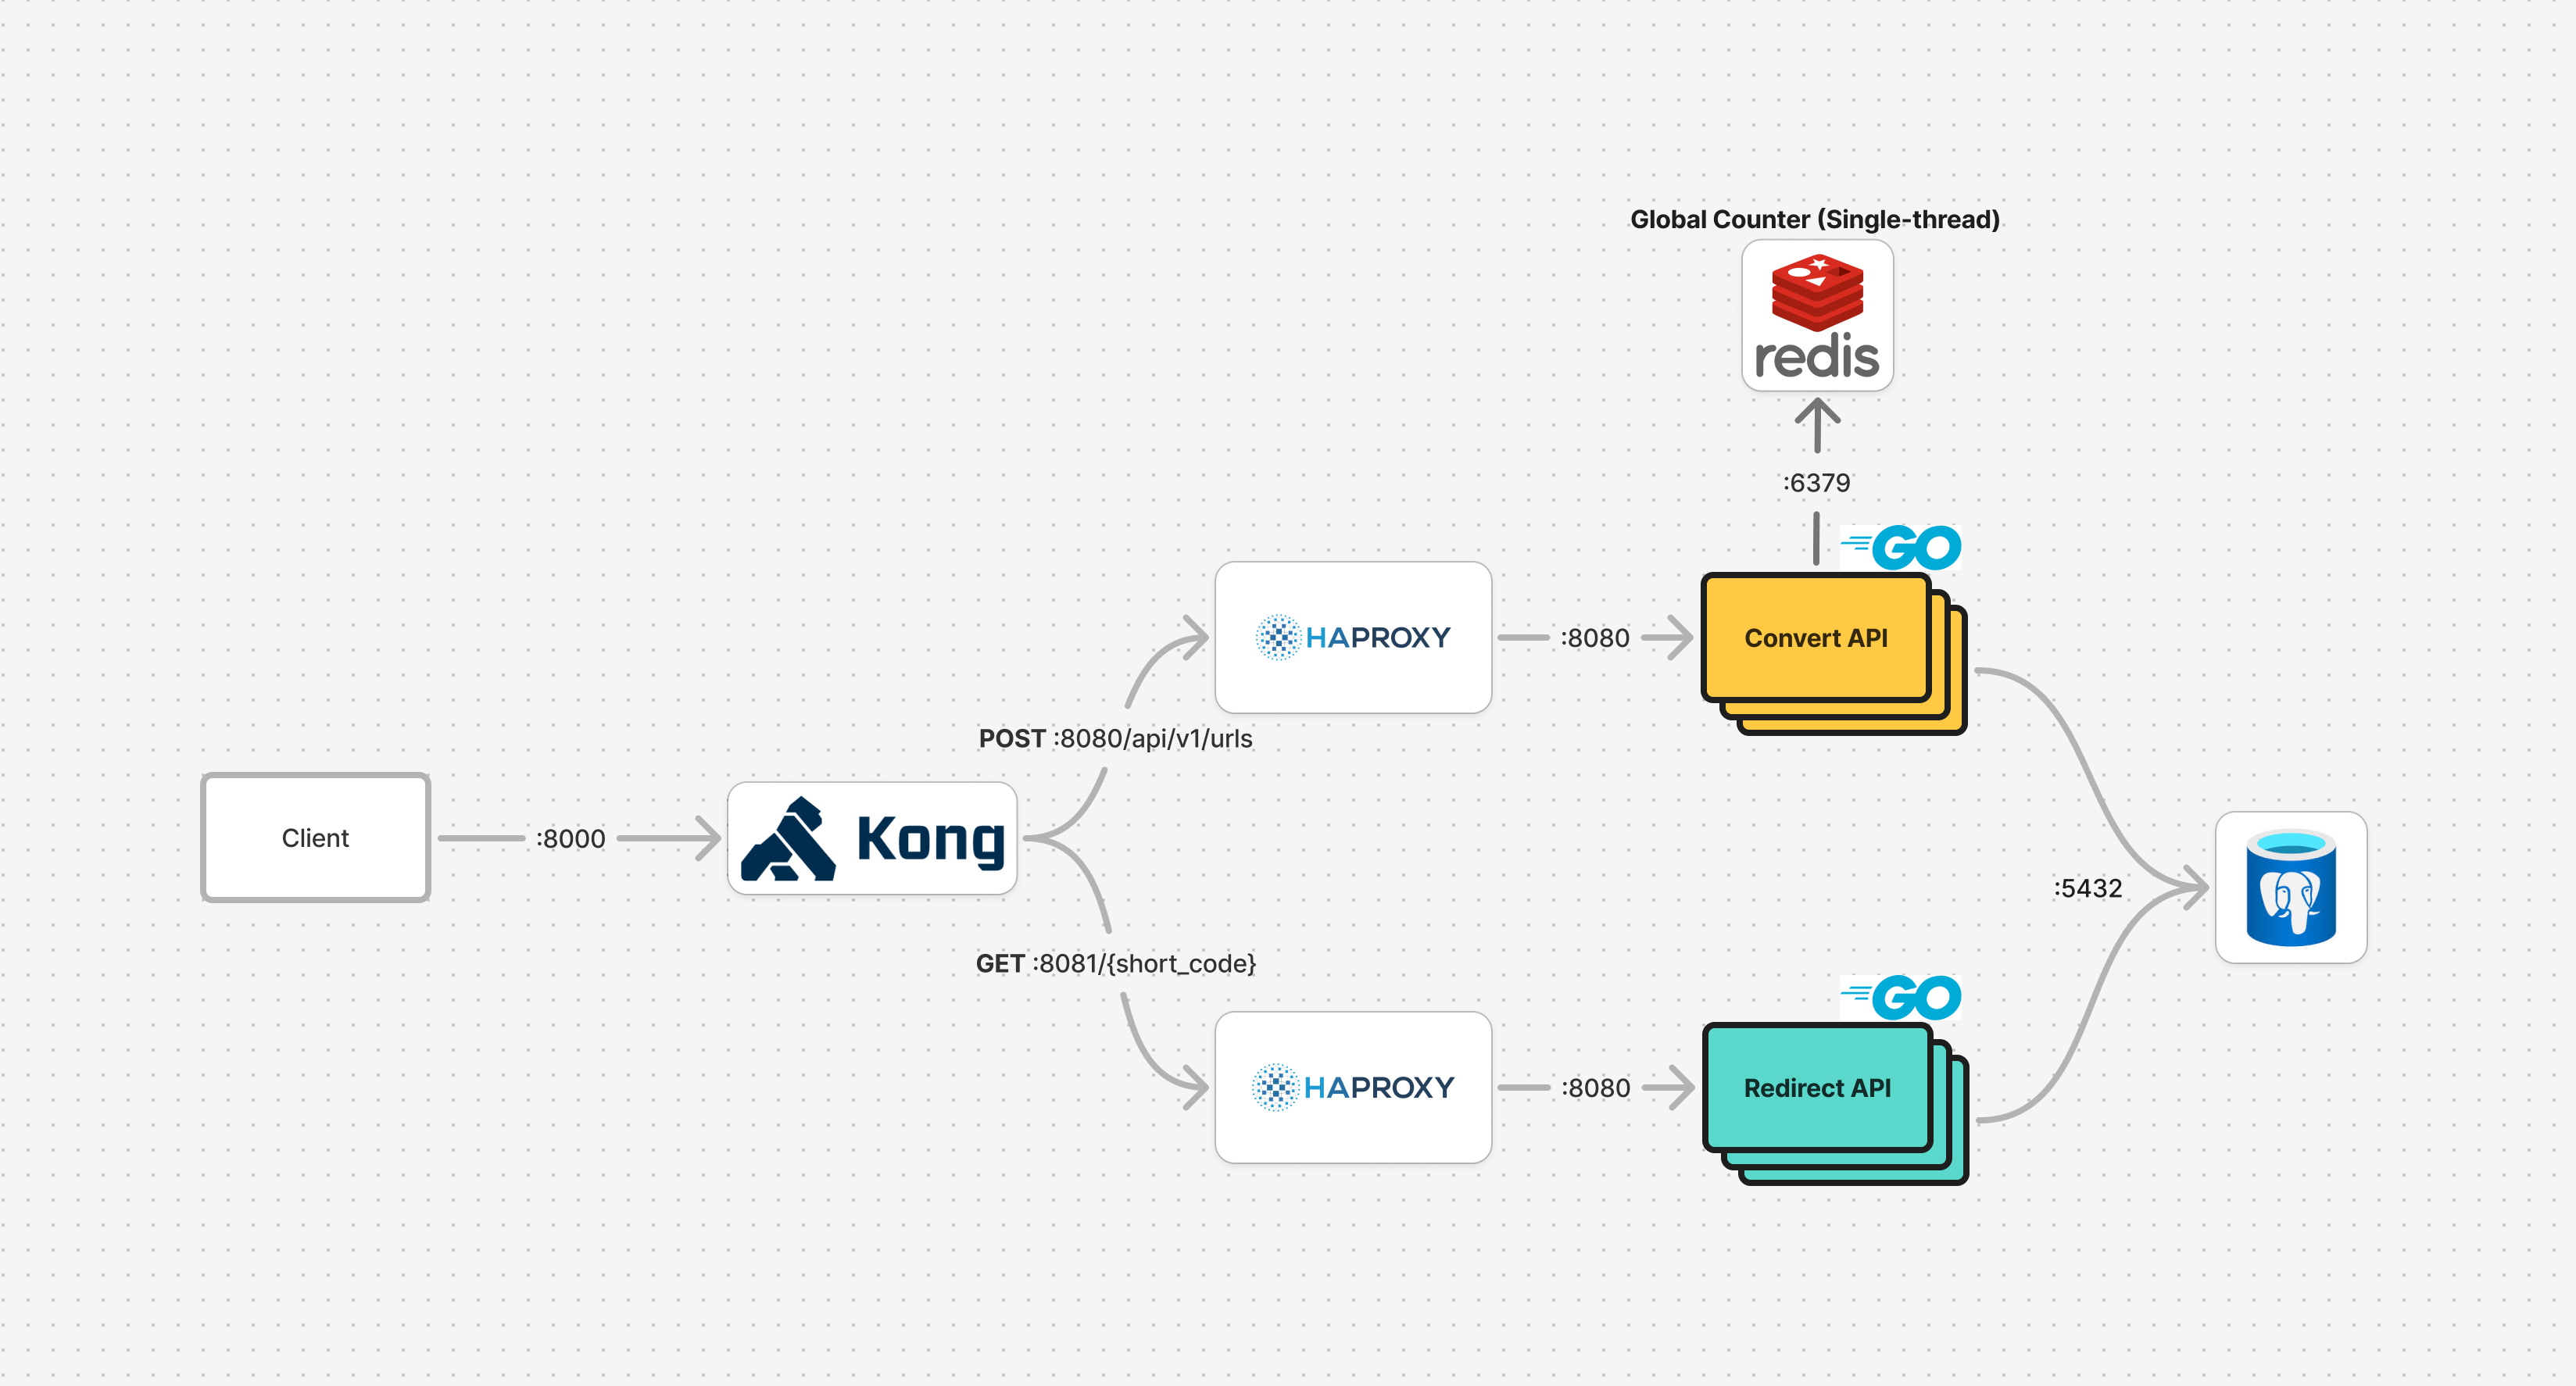 Global Counter (Single-thread)
redis
:6379
GO
HAPROXY
:8080
Convert API
POST :8080/api/v1/urls
Client
:8000
Kong
:5432
GET :8081/{short_code}
GO
HAPROXY
:8080
Redirect API